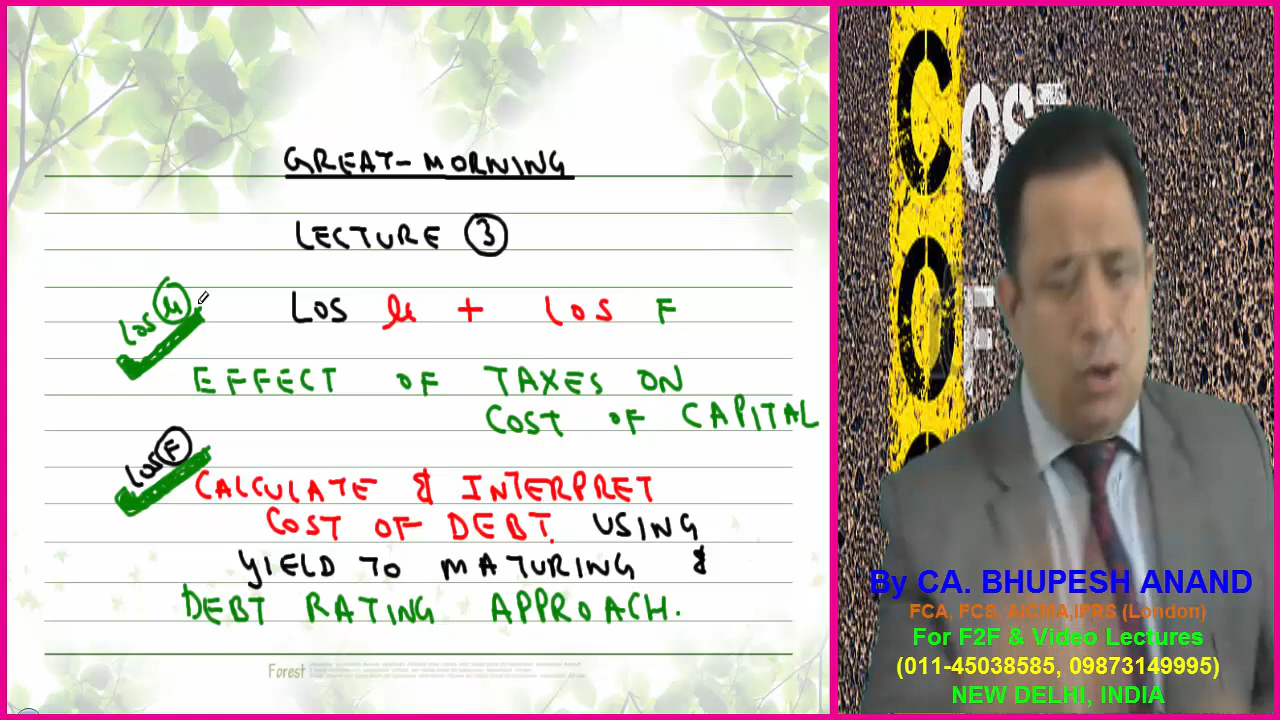 GREAT-MORNING
LECTURE 3
LOS + LOS F
LOS
EFFECT OF TAXES ON
COST OF CAPITAL
LOS F
CALCULATE & INTERPRET
COST OF DEBT. USING
YIELD TO MATURING &
DEBT RATING APPROACH.
Forest
COST
OF
By CA. BHUPESH ANAND
FCA, FCS, AICMA,IFRS (London)
For F2F & Video Lectures
(011-45038585, 09873149995)
NEW DELHI, INDIA